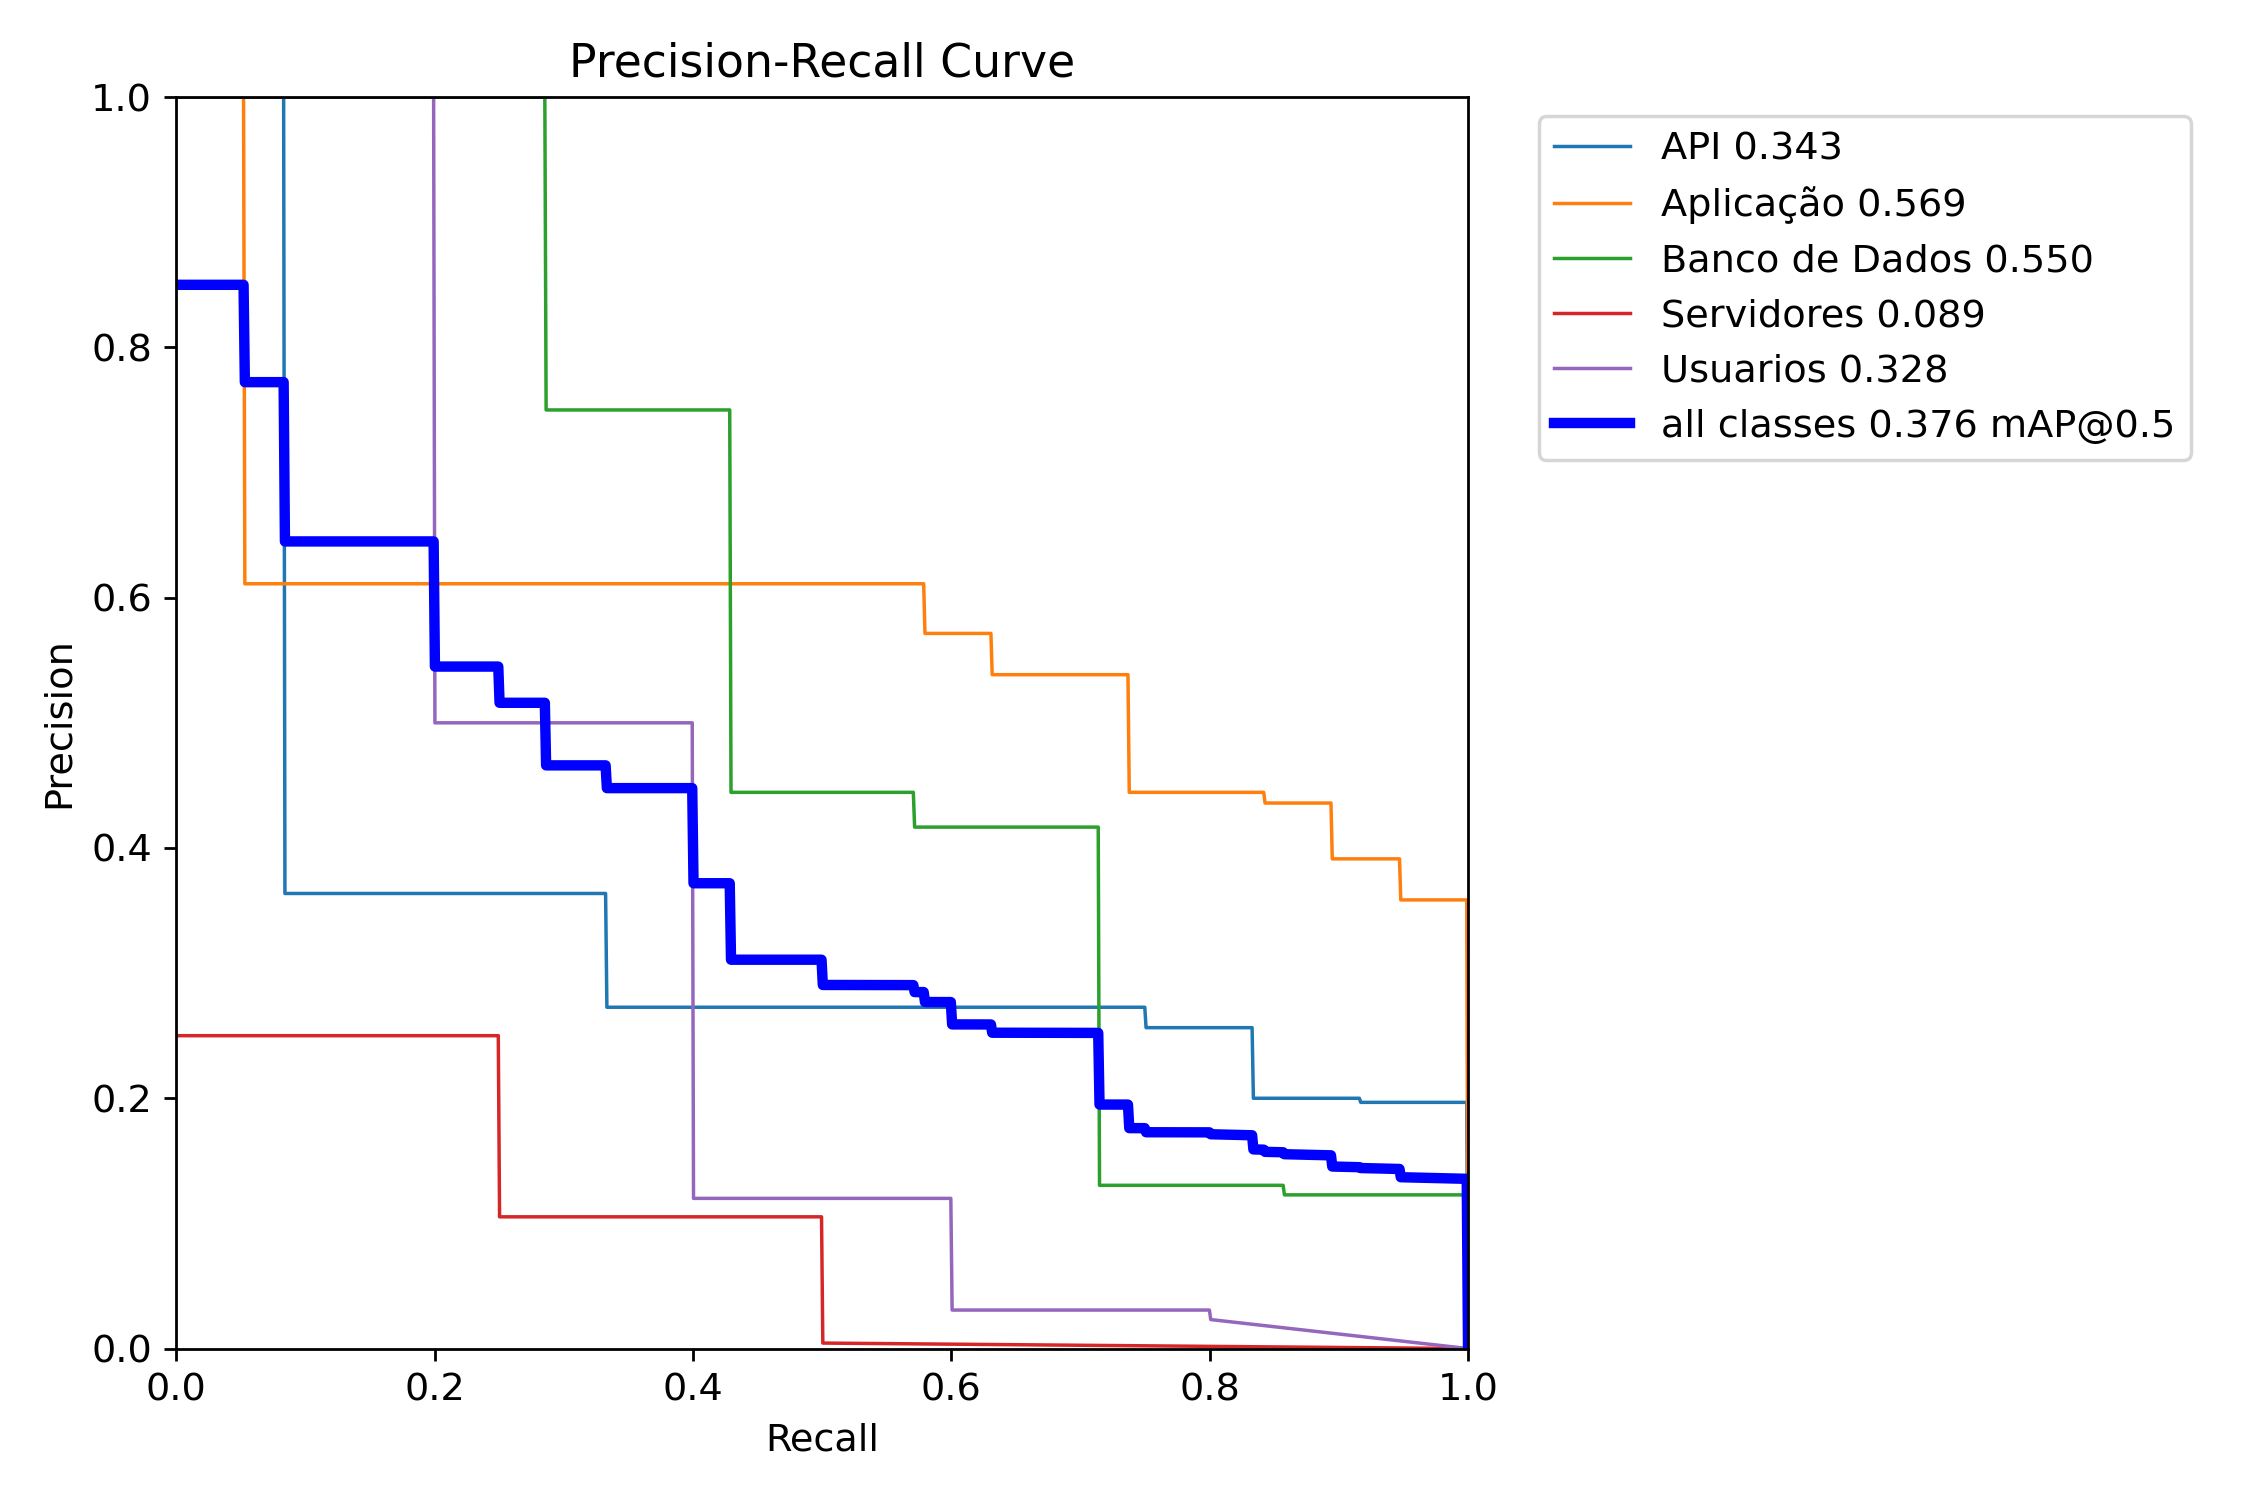 Precision-Recall Curve
1.0
0.8
0.6
0.4
0.2
0.0
Precision
0.0 0.2 0.4 0.6 0.8 1.0
Recall
API 0.343
Aplicação 0.569
Banco de Dados 0.550
Servidores 0.089
Usuarios 0.328
all classes 0.376 mAP@0.5